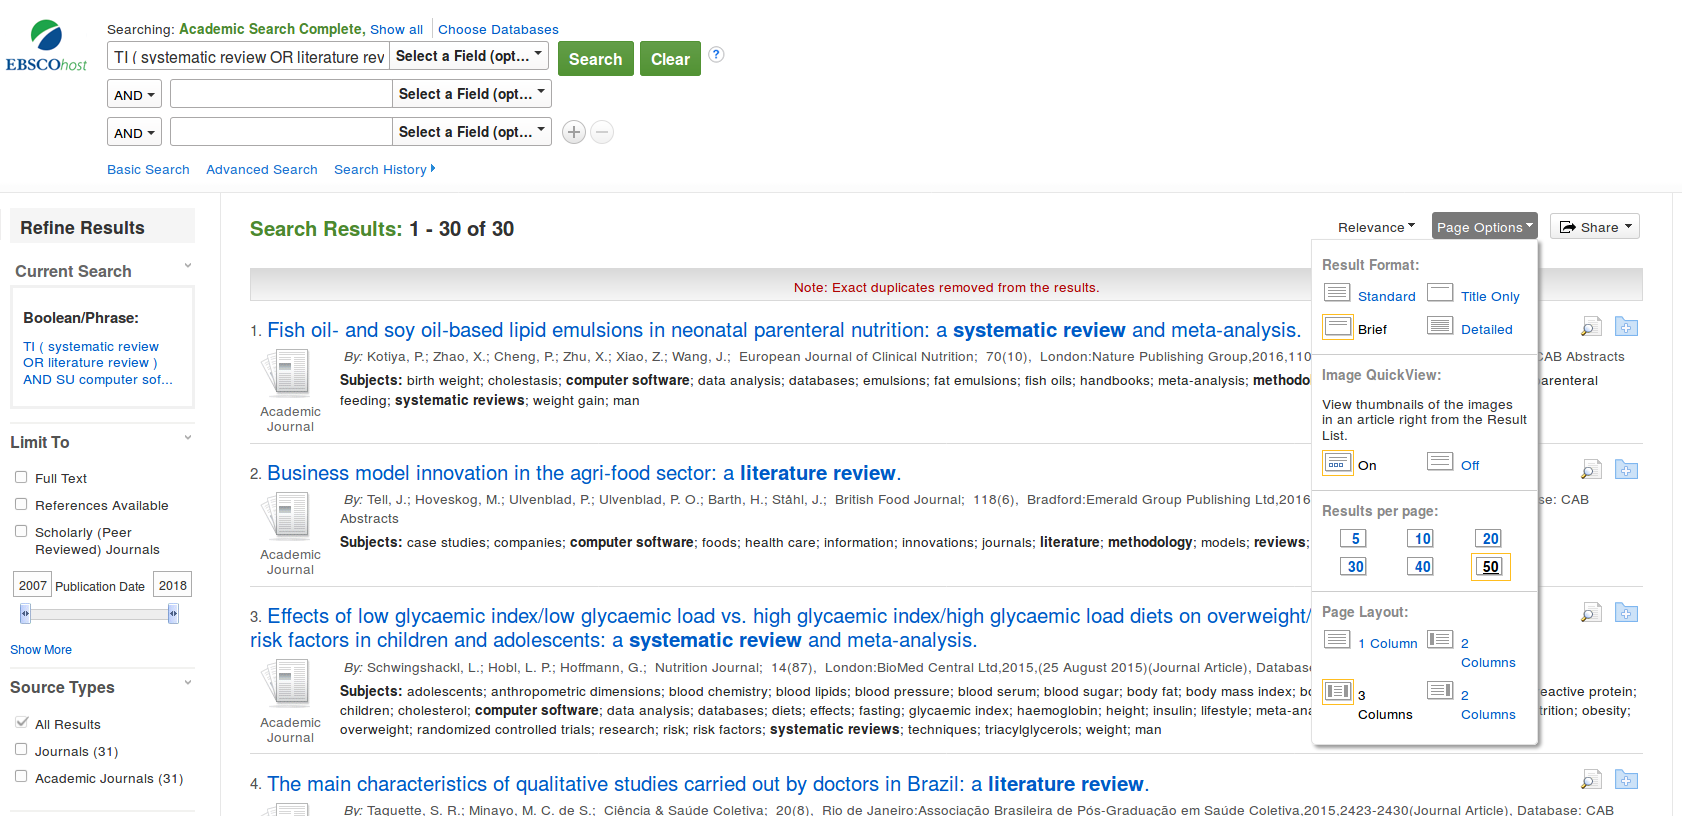 Searching: Academic Search Complete, Show all Choose Databases
EBSCOhost
TI ( systematic review OR literature rev Select a Field (opt... Search Clear ?
AND Select a Field (opt...
AND Select a Field (opt...
Basic Search Advanced Search Search History
Refine Results
Current Search
Boolean/Phrase:
TI ( systematic review
OR literature review )
AND SU computer sof...
Limit To
Full Text
References Available
Scholarly (Peer
Reviewed) Journals
2007 Publication Date 2018
Show More
Source Types
All Results
Journals (31)
Academic Journals (31)
Search Results: 1 - 30 of 30
Relevance Page Options Share
Note: Exact duplicates removed from the results.
1. Fish oil- and soy oil-based lipid emulsions in neonatal parenteral nutrition: a systematic review and meta-analysis.
By: Kotiya, P.; Zhao, X.; Cheng, P.; Zhu, X.; Xiao, Z.; Wang, J.; European Journal of Clinical Nutrition; 70(10), London:Nature Publishing Group,2016,110 CAB Abstracts
Subjects: birth weight; cholestasis; computer software; data analysis; databases; emulsions; fat emulsions; fish oils; handbooks; meta-analysis; methodo arenteral
feeding; systematic reviews; weight gain; man
Academic
Journal
2. Business model innovation in the agri-food sector: a literature review.
By: Tell, J.; Hoveskog, M.; Ulvenblad, P.; Ulvenblad, P. O.; Barth, H.; Ståhl, J.; British Food Journal; 118(6), Bradford:Emerald Group Publishing Ltd,2016 se: CAB
Abstracts
Subjects: case studies; companies; computer software; foods; health care; information; innovations; journals; literature; methodology; models; reviews;
Academic
Journal
3. Effects of low glycaemic index/low glycaemic load vs. high glycaemic index/high glycaemic load diets on overweight/
risk factors in children and adolescents: a systematic review and meta-analysis.
By: Schwingshackl, L.; Hobl, L. P.; Hoffmann, G.; Nutrition Journal; 14(87), London:BioMed Central Ltd,2015,(25 August 2015)(Journal Article), Databas
Subjects: adolescents; anthropometric dimensions; blood chemistry; blood lipids; blood pressure; blood serum; blood sugar; body fat; body mass index; bo eactive protein;
children; cholesterol; computer software; data analysis; databases; diets; effects; fasting; glycaemic index; haemoglobin; height; insulin; lifestyle; meta-ana trition; obesity;
overweight; randomized controlled trials; research; risk; risk factors; systematic reviews; techniques; triacylglycerols; weight; man
Academic
Journal
4. The main characteristics of qualitative studies carried out by doctors in Brazil: a literature review.
By: Taquette, S. R.; Minayo, M. C. de S.; Ciência & Saúde Coletiva; 20(8), Rio de Janeiro:Associação Brasileira de Pós-Graduação em Saúde Coletiva,2015,2423-2430(Journal Article), Database: CAB
Result Format:
Standard Title Only
Brief Detailed
Image QuickView:
View thumbnails of the images
in an article right from the Result
List.
On Off
Results per page:
5 10 20
30 40 50
Page Layout:
1 Column 2
Columns
3 2
Columns Columns